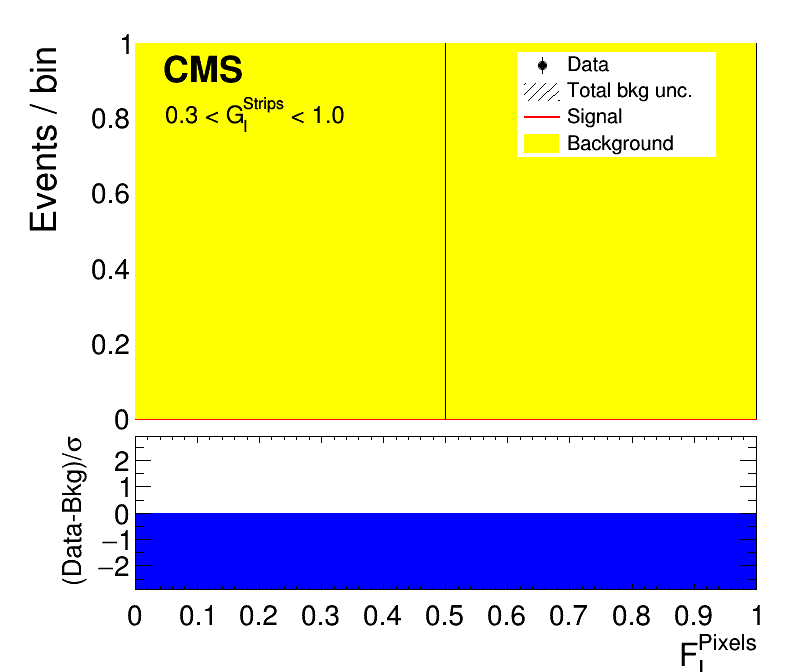 Events / bin
1
0.8
0.6
0.4
0.2
0
CMS
0.3 < G_I^Strips < 1.0
Data
Total bkg unc.
Signal
Background
(Data-Bkg)/σ
2
1
0
−1
−2
0 0.1 0.2 0.3 0.4 0.5 0.6 0.7 0.8 0.9 1
F_I^Pixels